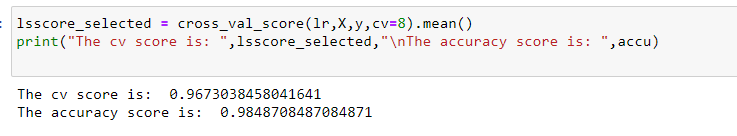 lsscore_selected = cross_val_score(lr,X,y,cv=8).mean()
print("The cv score is: ",lsscore_selected,"\nThe accuracy score is: ",accu)
The cv score is:  0.9673038458041641
The accuracy score is:  0.9848708487084871